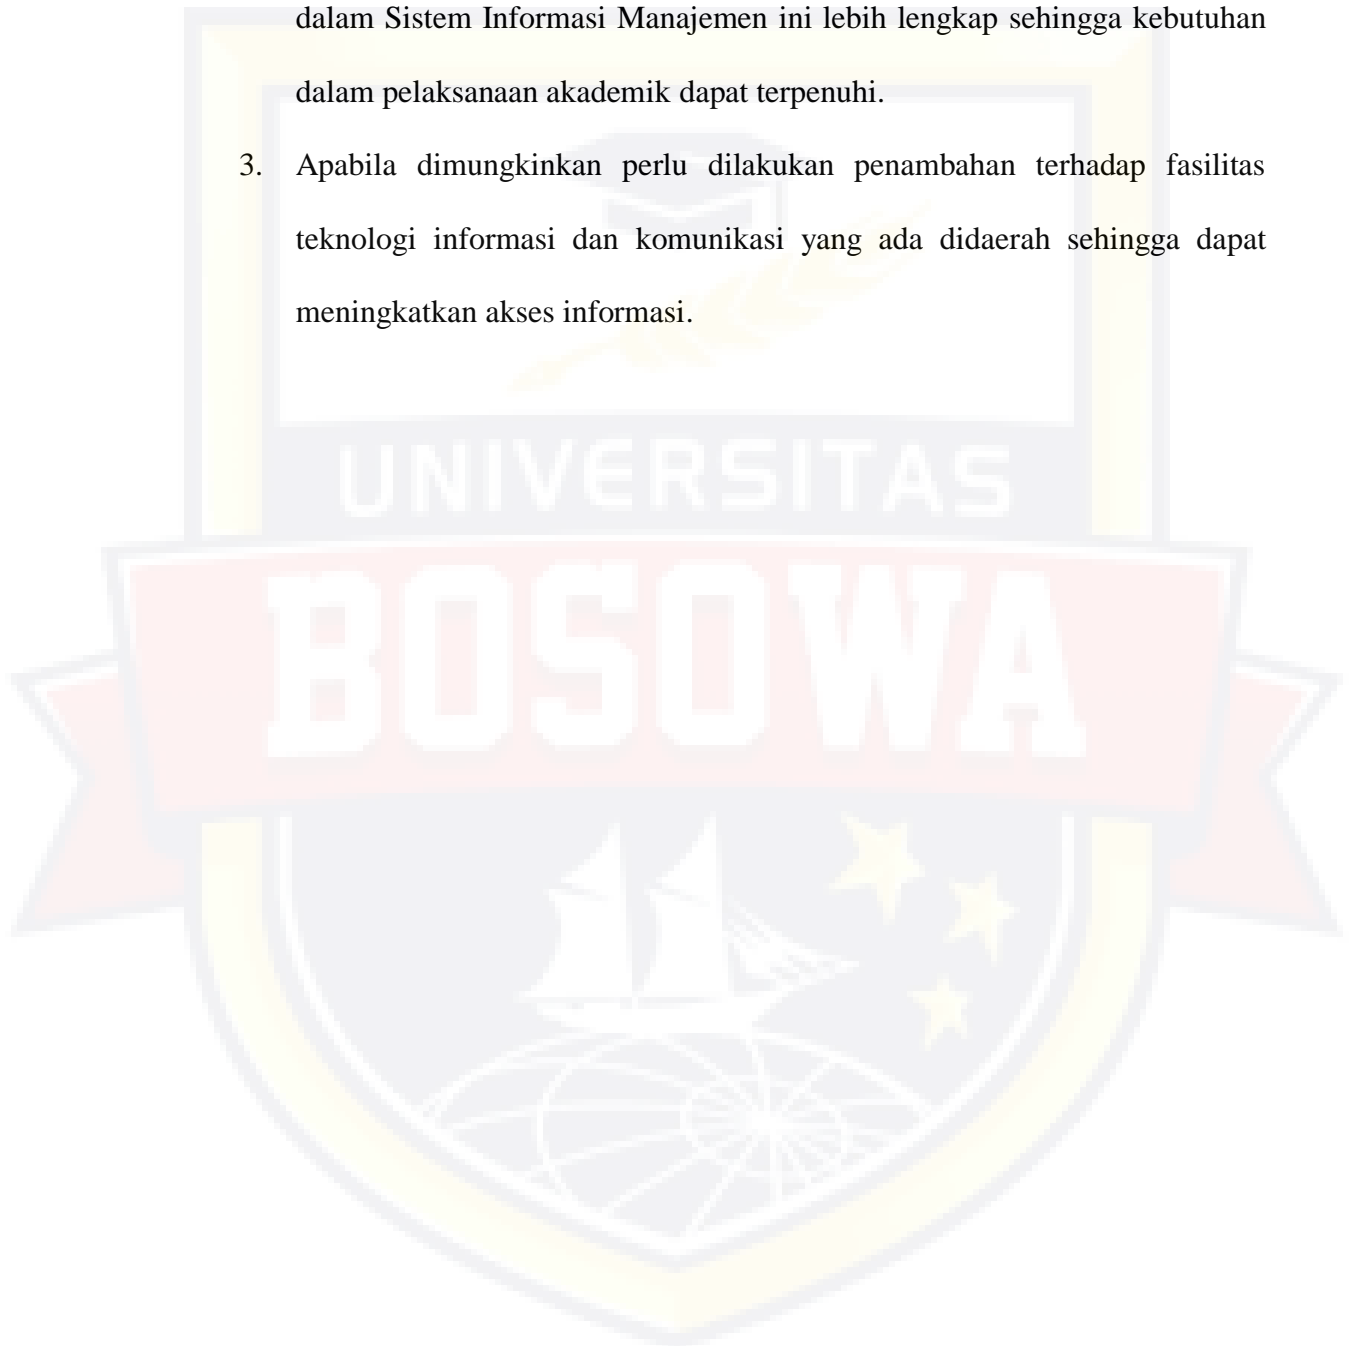 dalam Sistem Informasi Manajemen ini lebih lengkap sehingga kebutuhan
dalam pelaksanaan akademik dapat terpenuhi.
3. Apabila dimungkinkan perlu dilakukan penambahan terhadap fasilitas
teknologi informasi dan komunikasi yang ada didaerah sehingga dapat
meningkatkan akses informasi.
UNIVERSITAS
BOSOWA